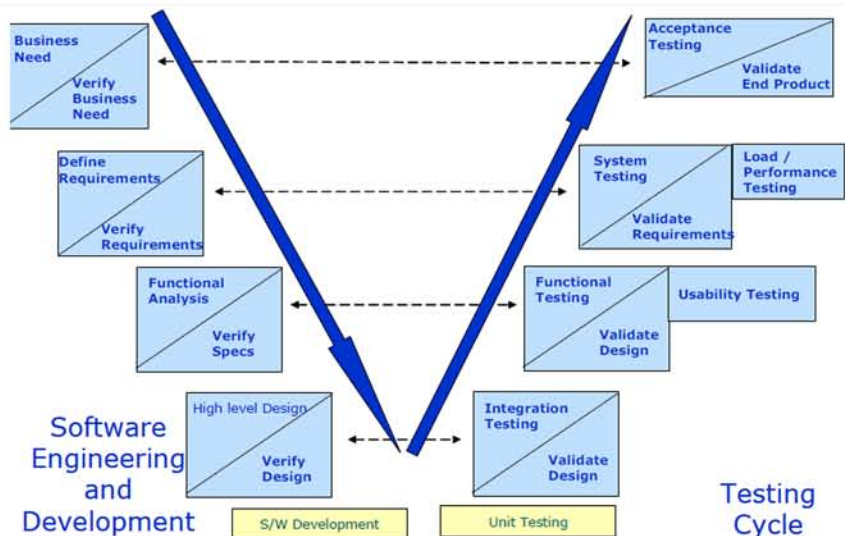 Business
Need
Verify
Business
Need
Acceptance
Testing
Validate
End Product
Define
Requirements
Verify
Requirements
System
Testing
Validate
Requirements
Load /
Performance
Testing
Functional
Analysis
Verify
Specs
Functional
Testing
Validate
Design
Usability Testing
High level Design
Verify
Design
Integration
Testing
Validate
Design
Software
Engineering
and
Development
S/W Development
Unit Testing
Testing
Cycle